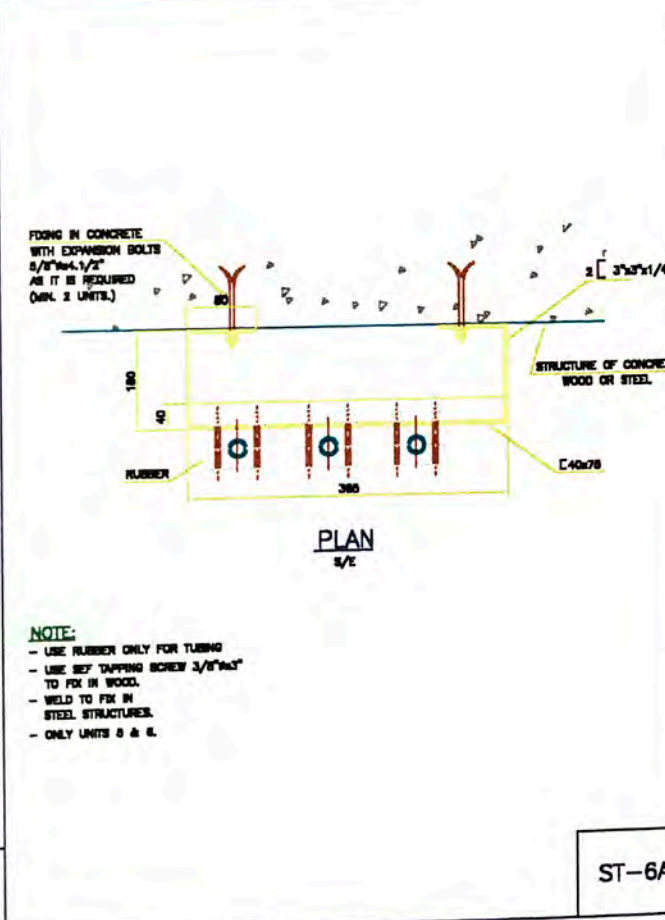 FIXING IN CONCRETE
WITH EXPANSION BOLTS
5/8"øx4.1/2"
AS IT IS REQUIRED
(MIN. 2 UNITS.)
80
2 [ 3"x3"x1/4
STRUCTURE OF CONCRE
WOOD OR STEEL
180
40
RUBBER
[40x75
365
PLAN
S/E
NOTE:
- USE RUBBER ONLY FOR TUBING
- USE SEF TAPPING SCREW 3/8"øx3"
TO FIX IN WOOD.
- WELD TO FIX IN
STEEL STRUCTURES.
- ONLY UNITS 5 & 6.
ST-6A